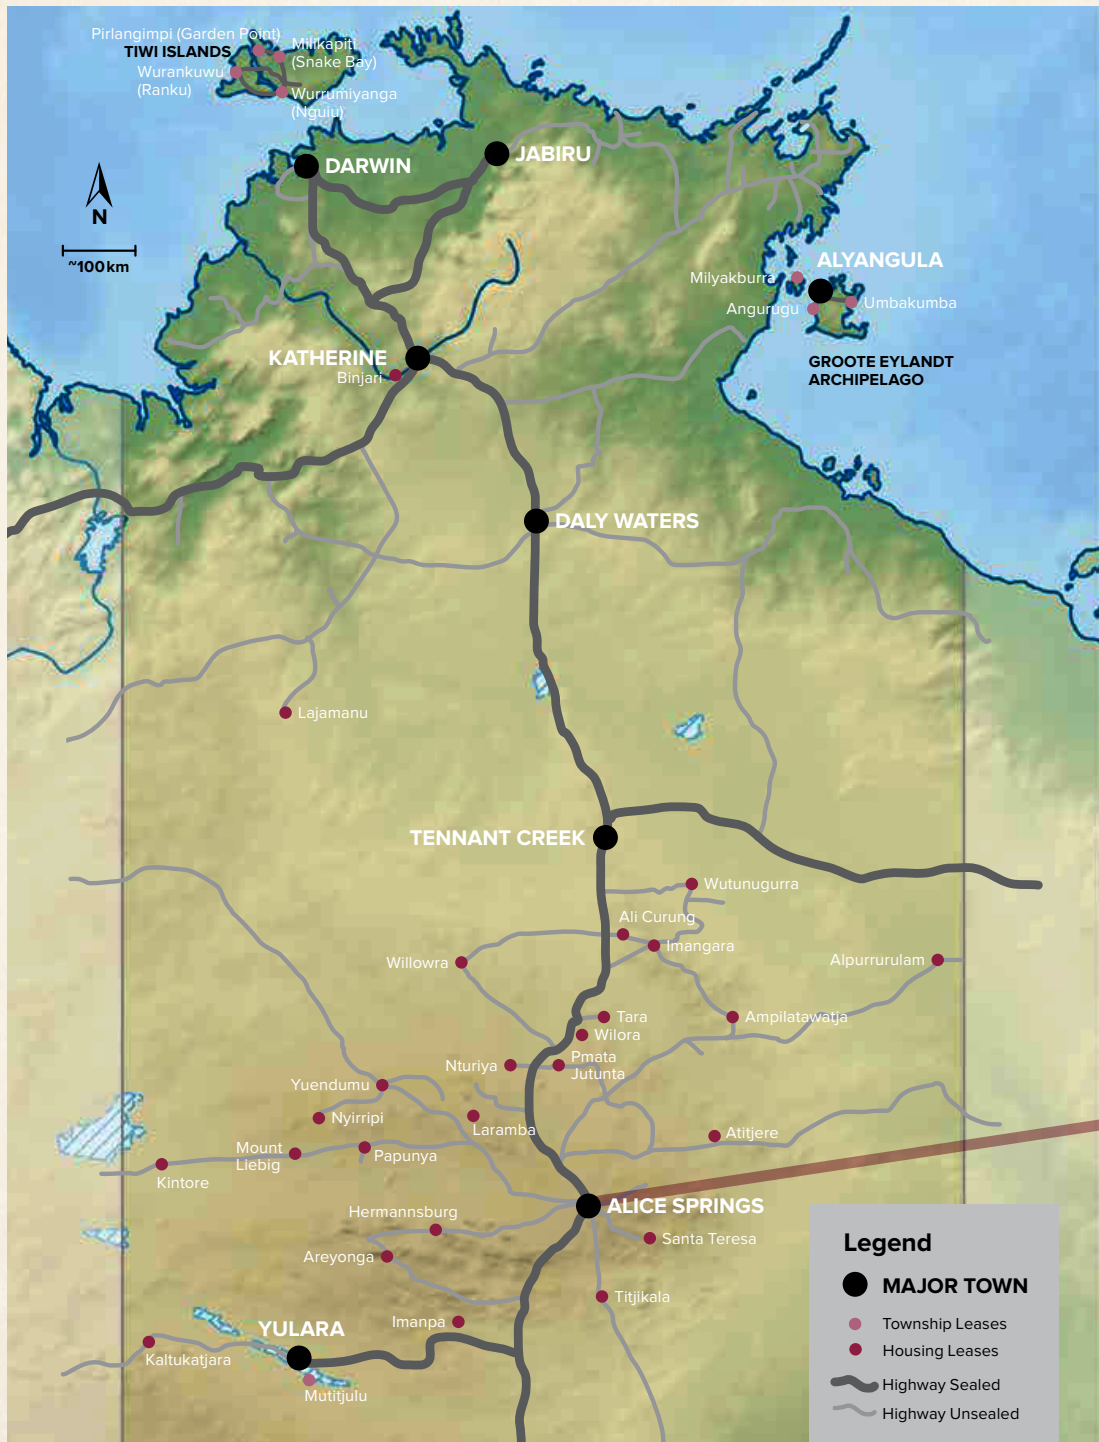 Pirlangimpi (Garden Point)
TIWI ISLANDS
Milikapiti
(Snake Bay)
Wurankuwu
(Ranku)
Wurrumiyanga
(Nguiu)
DARWIN
JABIRU
N
~100km
ALYANGULA
Milyakburra
Angurugu
Umbakumba
GROOTE EYLANDT
ARCHIPELAGO
KATHERINE
Binjari
DALY WATERS
Lajamanu
TENNANT CREEK
Wutunugurra
Ali Curung
Imangara
Willowra
Alpurrurulam
Tara
Ampilatawatja
Wilora
Nturiya
Pmata
Jutunta
Yuendumu
Nyirripi
Laramba
Atitjere
Mount
Liebig
Papunya
Kintore
ALICE SPRINGS
Hermannsburg
Santa Teresa
Areyonga
Titjikala
Imanpa
YULARA
Kaltukatjara
Mutitjulu
Legend
MAJOR TOWN
Township Leases
Housing Leases
Highway Sealed
Highway Unsealed